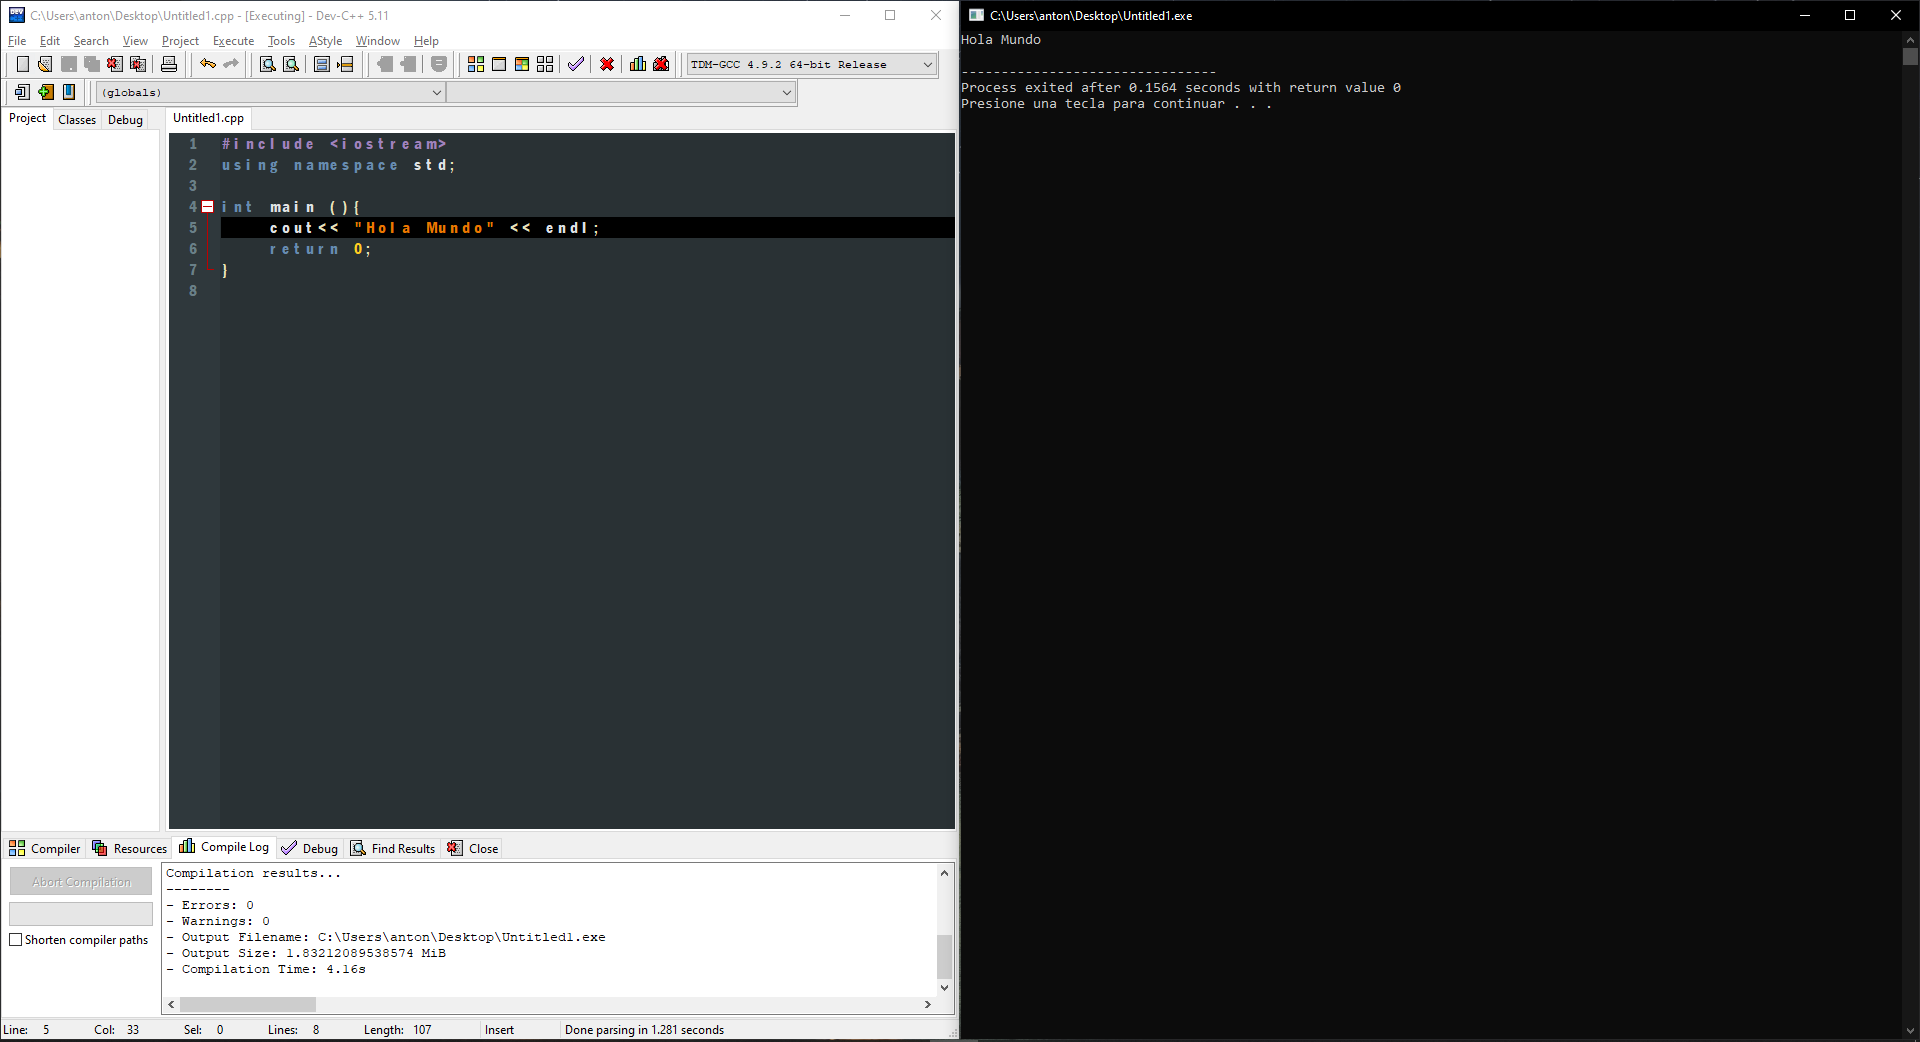 C:\Users\anton\Desktop\Untitled1.cpp - [Executing] - Dev-C++ 5.11
File Edit Search View Project Execute Tools AStyle Window Help
TDM-GCC 4.9.2 64-bit Release
(globals)
Project Classes Debug
Untitled1.cpp
1 #include <iostream>
2 using namespace std;
3
4 int main (){
5 cout<< "Hola Mundo" << endl;
6 return 0;
7 }
8
Compiler Resources Compile Log Debug Find Results Close
Abort Compilation
Shorten compiler paths
Compilation results...
--------
- Errors: 0
- Warnings: 0
- Output Filename: C:\Users\anton\Desktop\Untitled1.exe
- Output Size: 1.83212089538574 MiB
- Compilation Time: 4.16s
Line: 5 Col: 33 Sel: 0 Lines: 8 Length: 107 Insert Done parsing in 1.281 seconds
C:\Users\anton\Desktop\Untitled1.exe
Hola Mundo
--------------------------------
Process exited after 0.1564 seconds with return value 0
Presione una tecla para continuar . . .